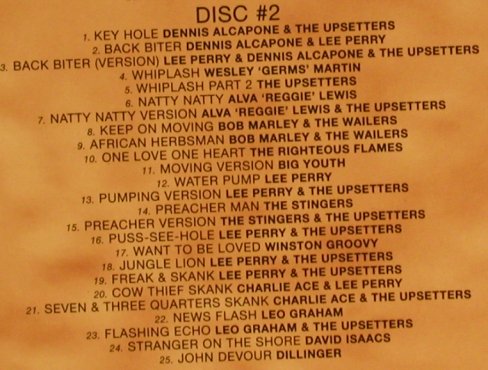 DISC #2
1. KEY HOLE DENNIS ALCAPONE & THE UPSETTERS
2. BACK BITER DENNIS ALCAPONE & LEE PERRY
3. BACK BITER (VERSION) LEE PERRY & DENNIS ALCAPONE & THE UPSETTERS
4. WHIPLASH WESLEY 'GERMS' MARTIN
5. WHIPLASH PART 2 THE UPSETTERS
6. NATTY NATTY ALVA 'REGGIE' LEWIS
7. NATTY NATTY VERSION ALVA 'REGGIE' LEWIS & THE UPSETTERS
8. KEEP ON MOVING BOB MARLEY & THE WAILERS
9. AFRICAN HERBSMAN BOB MARLEY & THE WAILERS
10. ONE LOVE ONE HEART THE RIGHTEOUS FLAMES
11. MOVING VERSION BIG YOUTH
12. WATER PUMP LEE PERRY
13. PUMPING VERSION LEE PERRY & THE UPSETTERS
14. PREACHER MAN THE STINGERS
15. PREACHER VERSION THE STINGERS & THE UPSETTERS
16. PUSS-SEE-HOLE LEE PERRY & THE UPSETTERS
17. WANT TO BE LOVED WINSTON GROOVY
18. JUNGLE LION LEE PERRY & THE UPSETTERS
19. FREAK & SKANK LEE PERRY & THE UPSETTERS
20. COW THIEF SKANK CHARLIE ACE & LEE PERRY
21. SEVEN & THREE QUARTERS SKANK CHARLIE ACE & THE UPSETTERS
22. NEWS FLASH LEO GRAHAM
23. FLASHING ECHO LEO GRAHAM & THE UPSETTERS
24. STRANGER ON THE SHORE DAVID ISAACS
25. JOHN DEVOUR DILLINGER